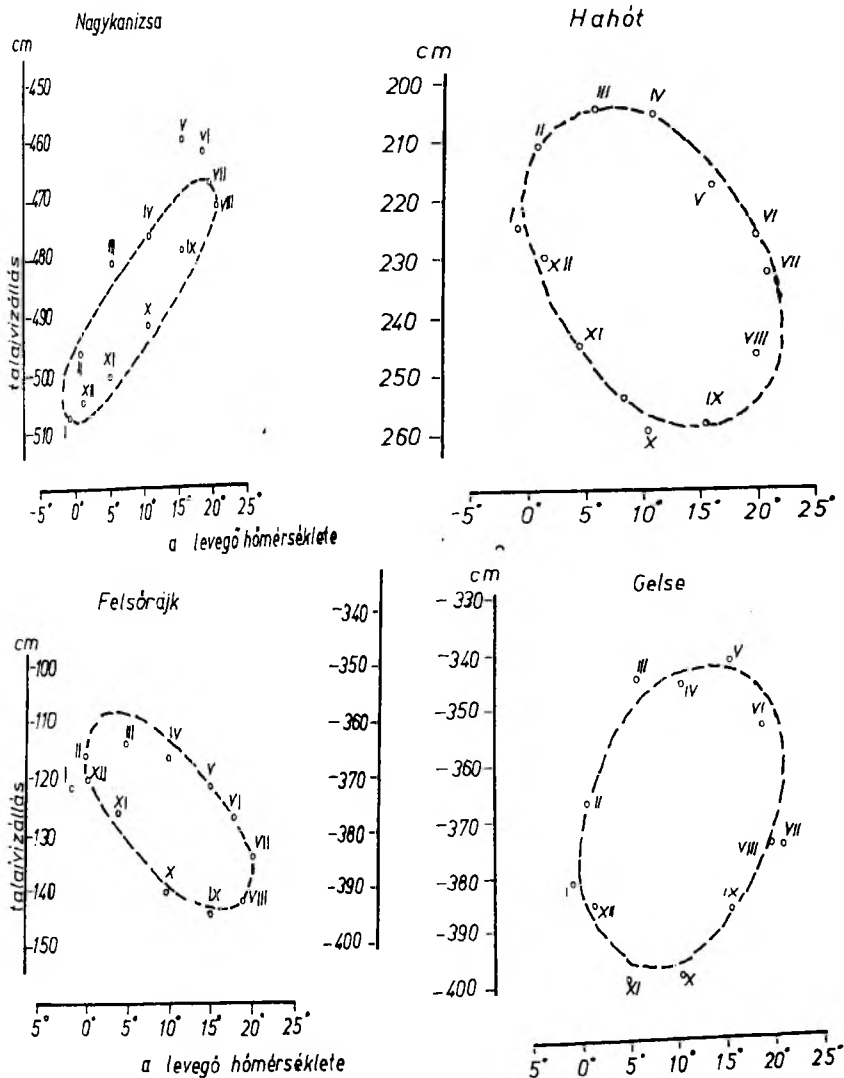 Nagykanizsa
cm
-450
-460
-470
-480
-490
-500
-510
talajvízállás
V
VI
VII
VIII
IV
IX
III
X
II
XI
XII
I
-5° 0° 5° 10° 15° 20° 25°
a levegő hőmérséklete
Hahót
cm
200
210
220
230
240
250
260
III
IV
II
V
I
VI
XII
VII
XI
VIII
IX
X
-5° 0° 5° 10° 15° 20° 25°
Felsőrájk
cm
-100
-110
-120
-130
-140
-150
talajvízállás
III
IV
II
V
I
XII
XI
VI
VII
X
IX
VIII
5° 0° 5° 10° 15° 20° 25°
a levegő hőmérséklete
-340
-350
-360
-370
-380
-390
-400
Gelse
cm
-330
-340
-350
-360
-370
-380
-390
-400
III
V
IV
VI
II
VIII
VII
I
XII
IX
XI
X
5° 0° 5° 10° 15° 20° 25°